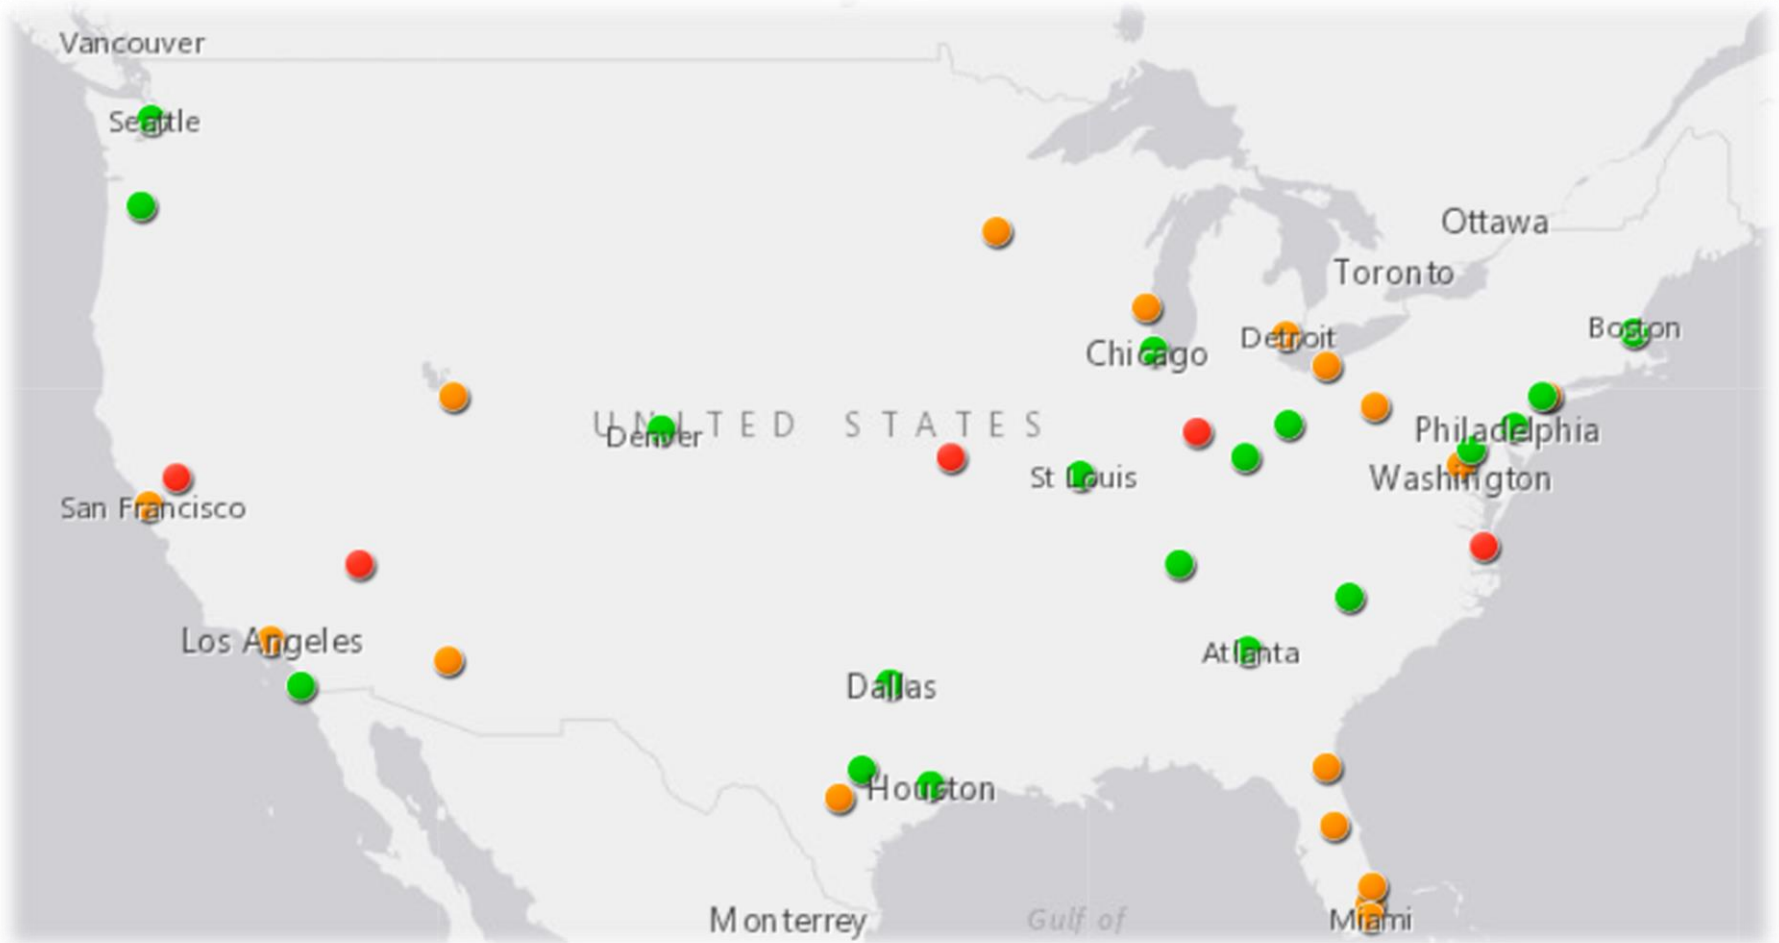 Vancouver
Seattle
Ottawa
Toronto
Boston
Detroit
Chicago
UNITED STATES
Denver
Philadelphia
St Louis
Washington
San Francisco
Los Angeles
Atlanta
Dallas
Houston
Monterrey
Gulf of
Miami